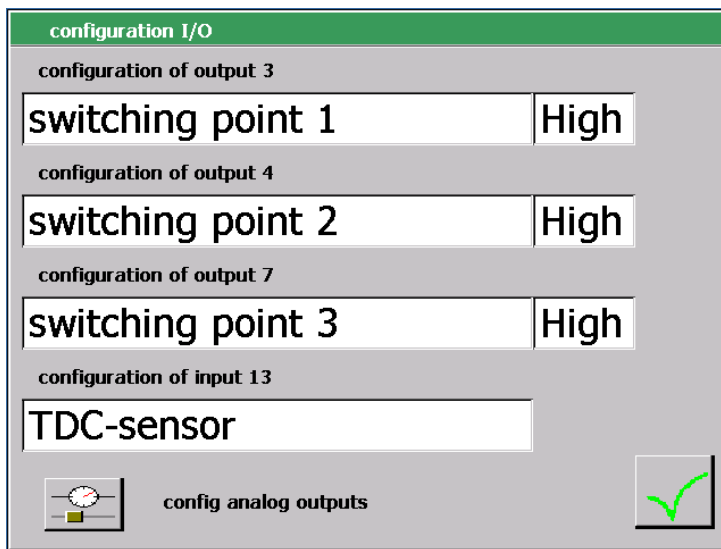 configuration I/O
configuration of output 3
switching point 1 High
configuration of output 4
switching point 2 High
configuration of output 7
switching point 3 High
configuration of input 13
TDC-sensor
config analog outputs